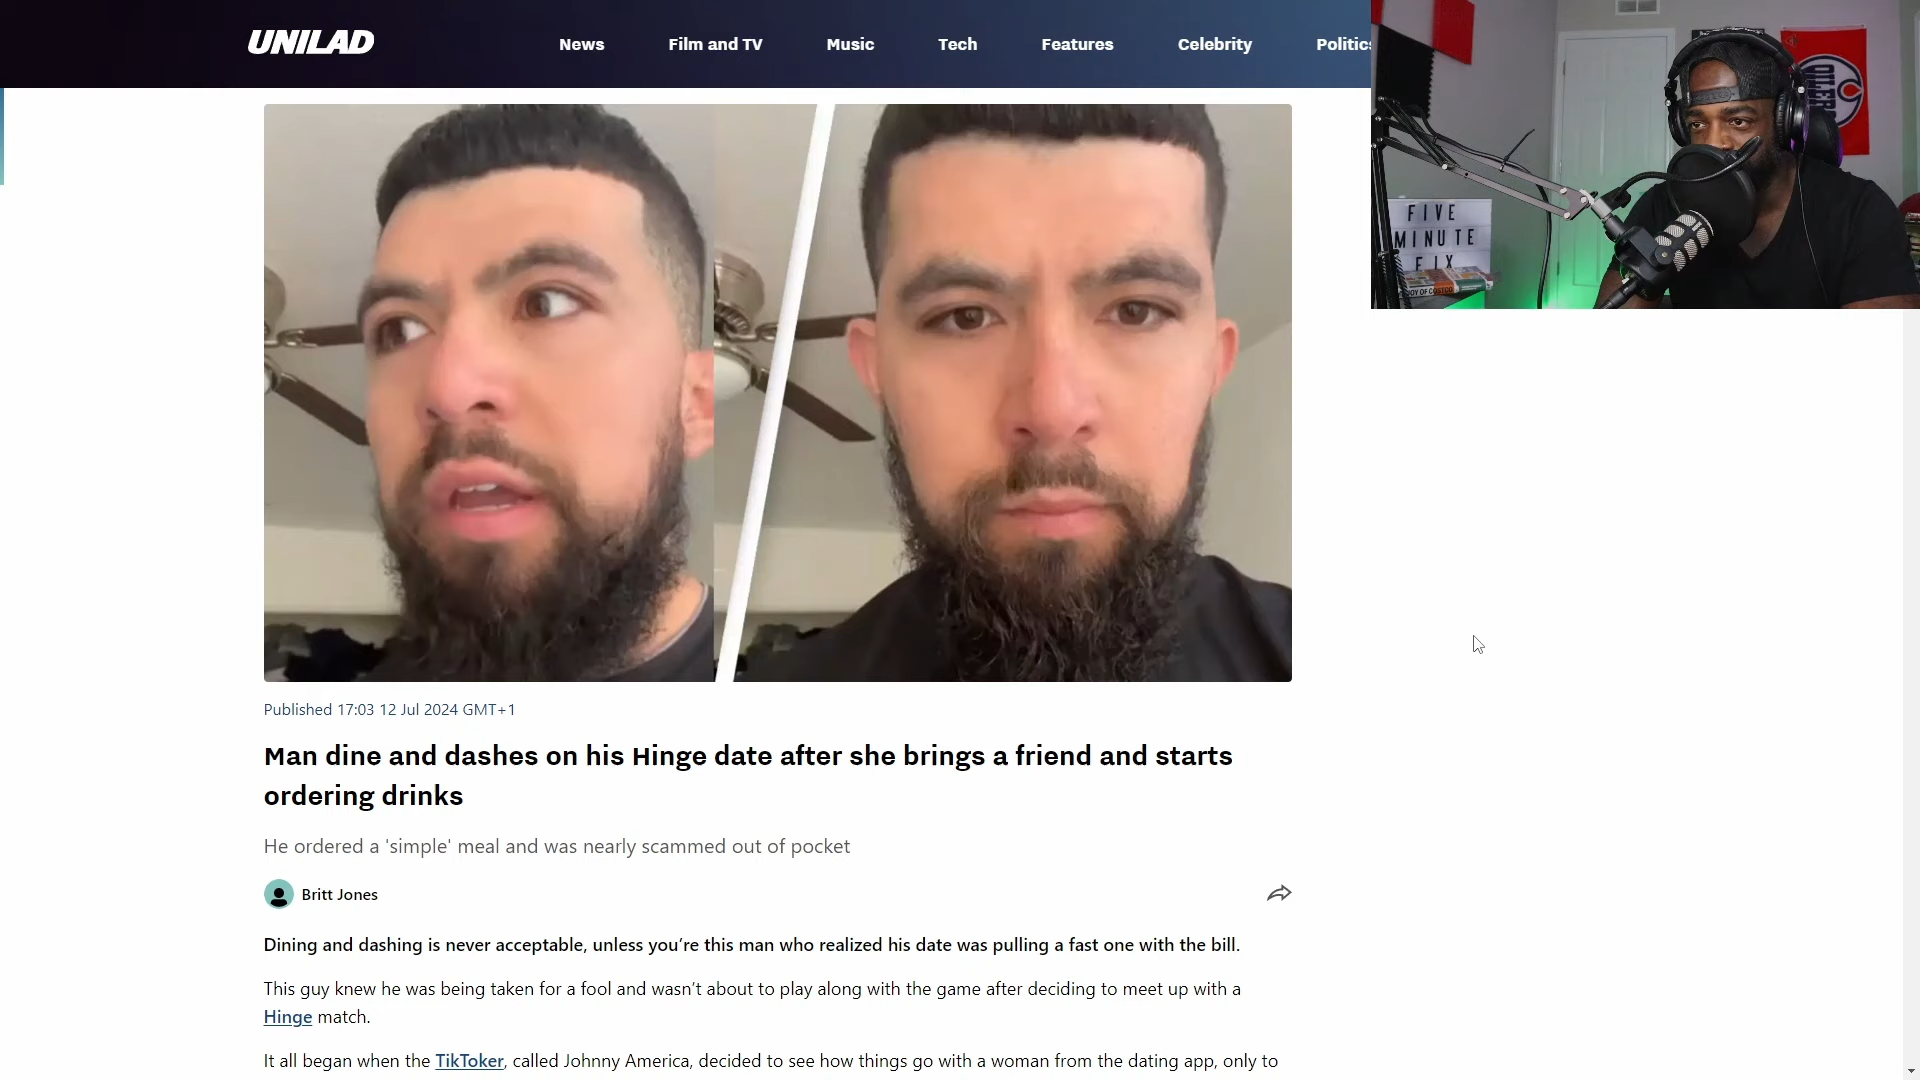 UNILAD
News Film and TV Music Tech Features Celebrity Politics
OILERS
FIVE
MINUTE
FIX
JOY OF COSTCO
Published 17:03 12 Jul 2024 GMT+1
Man dine and dashes on his Hinge date after she brings a friend and starts
ordering drinks
He ordered a 'simple' meal and was nearly scammed out of pocket
Britt Jones
Dining and dashing is never acceptable, unless you’re this man who realized his date was pulling a fast one with the bill.
This guy knew he was being taken for a fool and wasn’t about to play along with the game after deciding to meet up with a
Hinge match.
It all began when the TikToker, called Johnny America, decided to see how things go with a woman from the dating app, only to